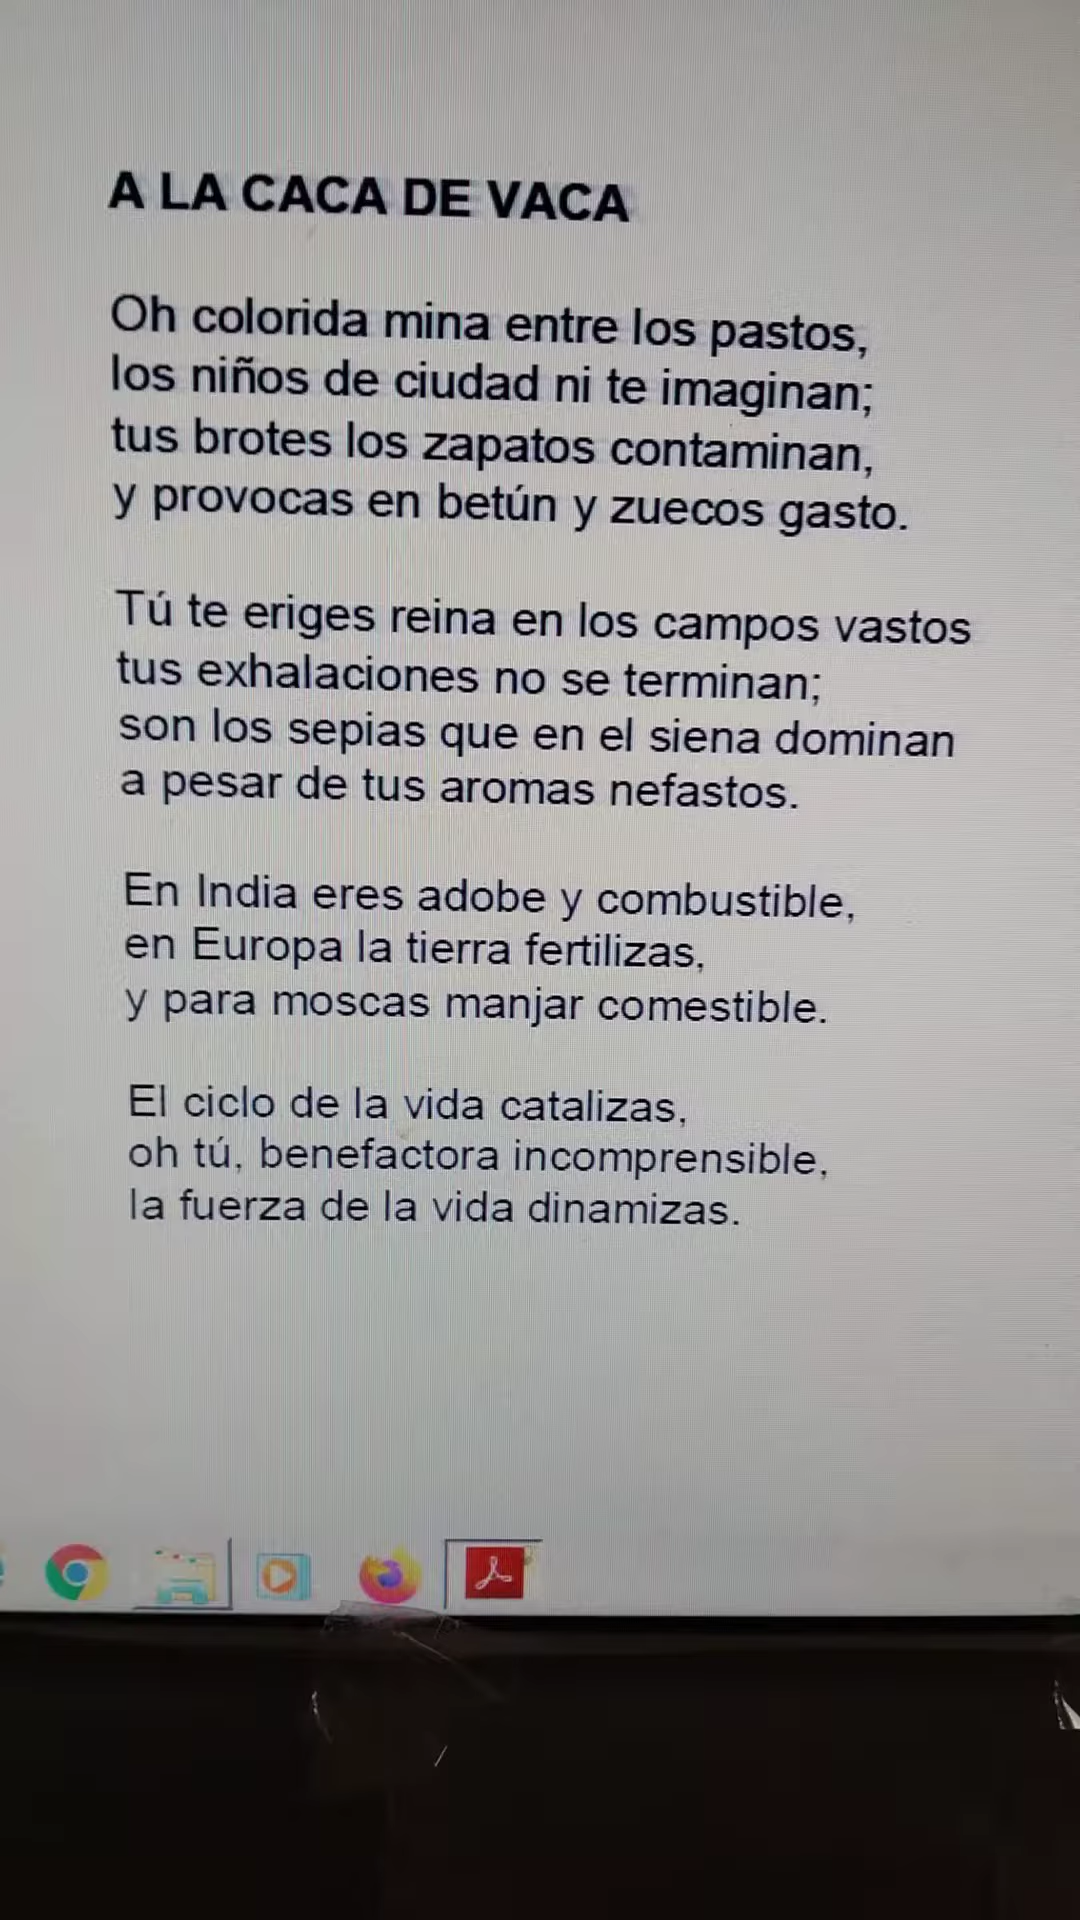 A LA CACA DE VACA
Oh colorida mina entre los pastos,
los niños de ciudad ni te imaginan;
tus brotes los zapatos contaminan,
y provocas en betún y zuecos gasto.
Tú te eriges reina en los campos vastos
tus exhalaciones no se terminan;
son los sepias que en el siena dominan
a pesar de tus aromas nefastos.
En India eres adobe y combustible,
en Europa la tierra fertilizas,
y para moscas manjar comestible.
El ciclo de la vida catalizas,
oh tú, benefactora incomprensible,
la fuerza de la vida dinamizas.